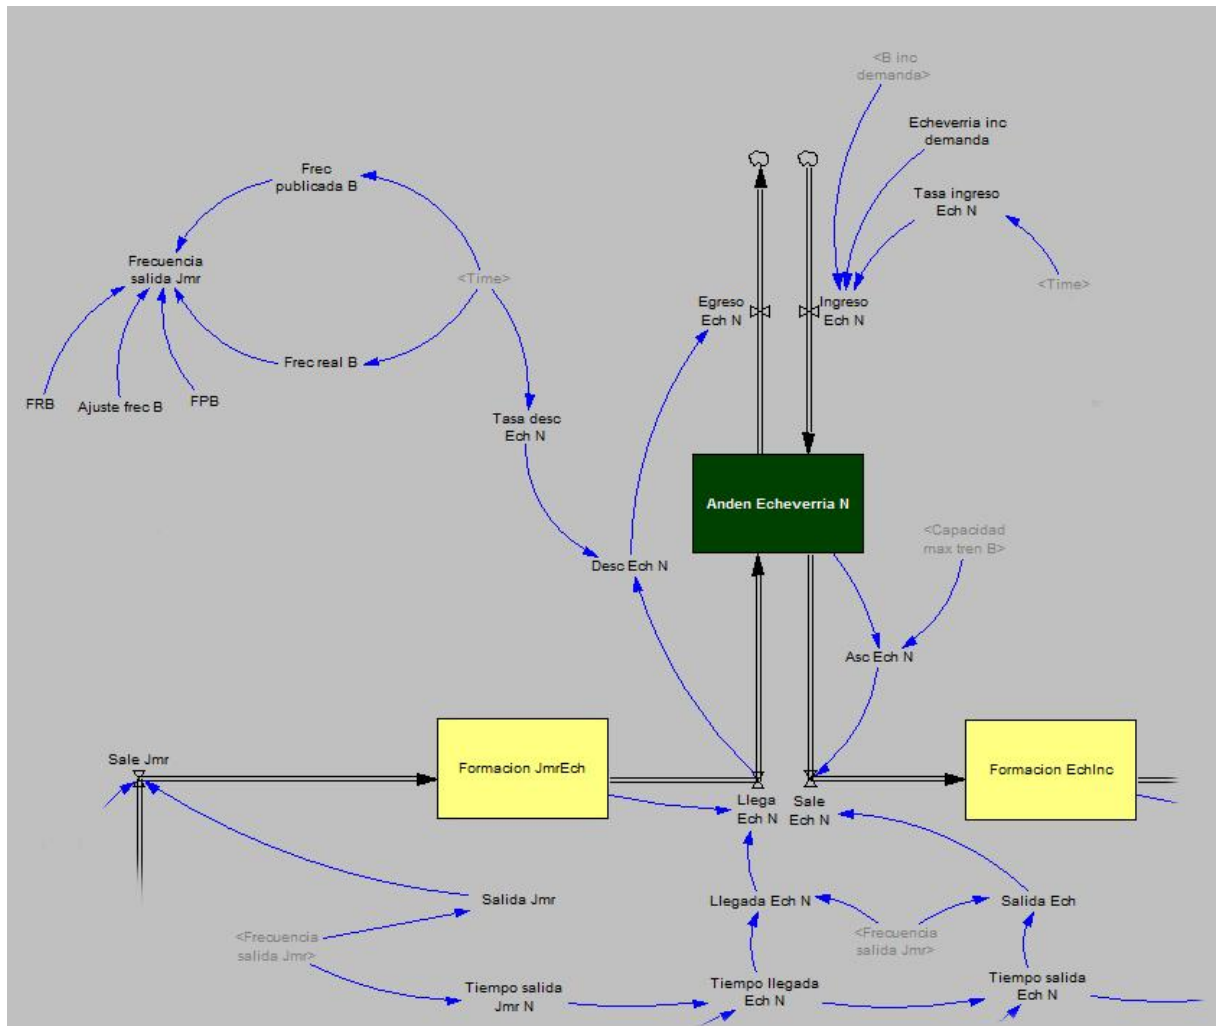 <B inc
demanda>
Echeverria inc
demanda
Frec
publicada B
Tasa ingreso
Ech N
Frecuencia
salida Jmr
<Time>
<Time>
Egreso
Ech N
Ingreso
Ech N
Frec real B
FRB
Ajuste frec B
FPB
Tasa desc
Ech N
Anden Echeverria N
<Capacidad
max tren B>
Desc Ech N
Asc Ech N
Sale Jmr
Formacion JmrEch
Formacion EchInc
Llega
Ech N
Sale
Ech N
Salida Jmr
Llegada Ech N
Salida Ech
<Frecuencia
salida Jmr>
<Frecuencia
salida Jmr>
Tiempo salida
Jmr N
Tiempo llegada
Ech N
Tiempo salida
Ech N